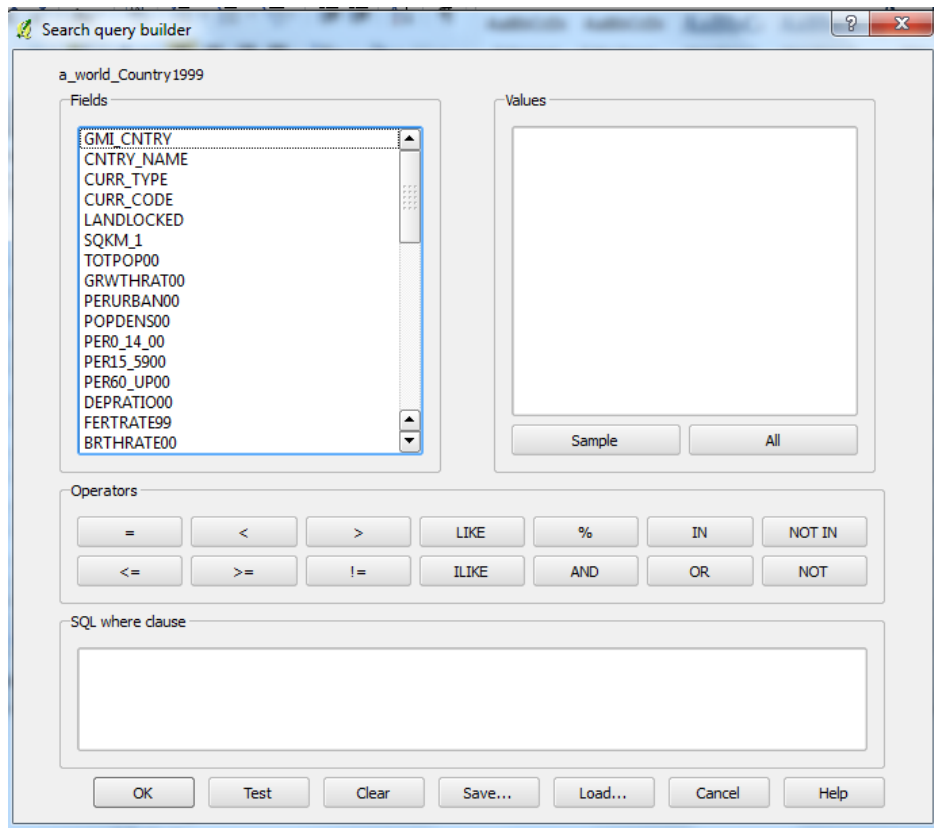 Search query builder
?
X
a_world_Country1999
Fields
Values
GMI_CNTRY
CNTRY_NAME
CURR_TYPE
CURR_CODE
LANDLOCKED
SQKM_1
TOTPOP00
GRWTHRAT00
PERURBAN00
POPDENS00
PER0_14_00
PER15_5900
PER60_UP00
DEPRATIO00
FERTRATE99
BRTHRATE00
Sample All
Operators
= < > LIKE % IN NOT IN
<= >= != ILIKE AND OR NOT
SQL where clause
OK Test Clear Save... Load... Cancel Help